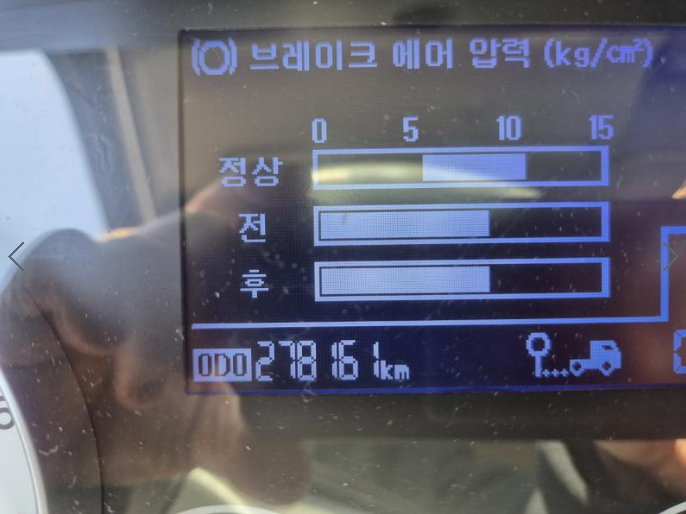 브레이크 에어 압력 (kg/cm²)
0 5 10 15
정상
전
후
ODO 278161km